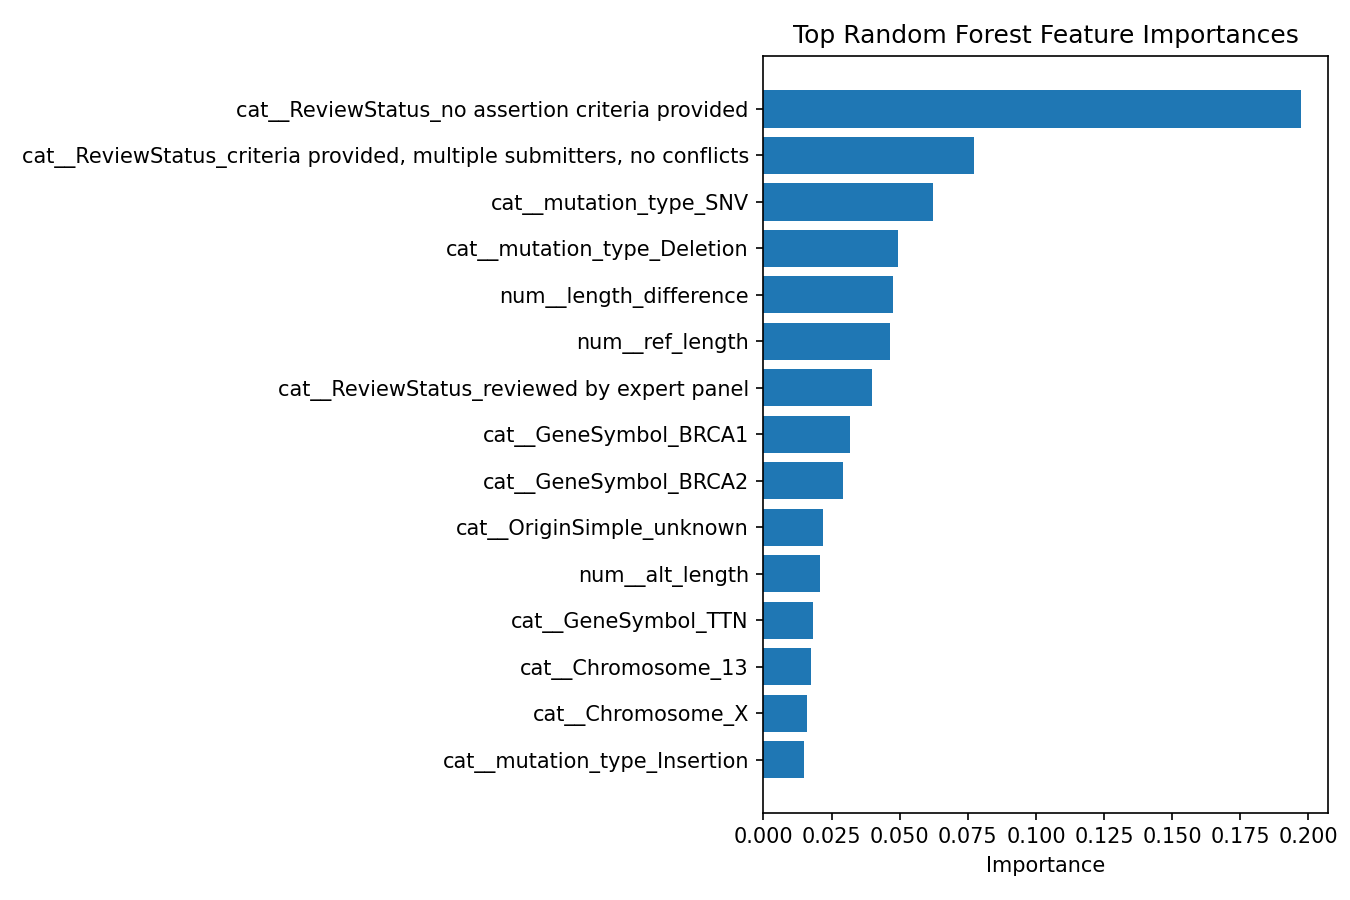 Top Random Forest Feature Importances
cat__ReviewStatus_no assertion criteria provided
cat__ReviewStatus_criteria provided, multiple submitters, no conflicts
cat__mutation_type_SNV
cat__mutation_type_Deletion
num__length_difference
num__ref_length
cat__ReviewStatus_reviewed by expert panel
cat__GeneSymbol_BRCA1
cat__GeneSymbol_BRCA2
cat__OriginSimple_unknown
num__alt_length
cat__GeneSymbol_TTN
cat__Chromosome_13
cat__Chromosome_X
cat__mutation_type_Insertion
0.000 0.025 0.050 0.075 0.100 0.125 0.150 0.175 0.200
Importance